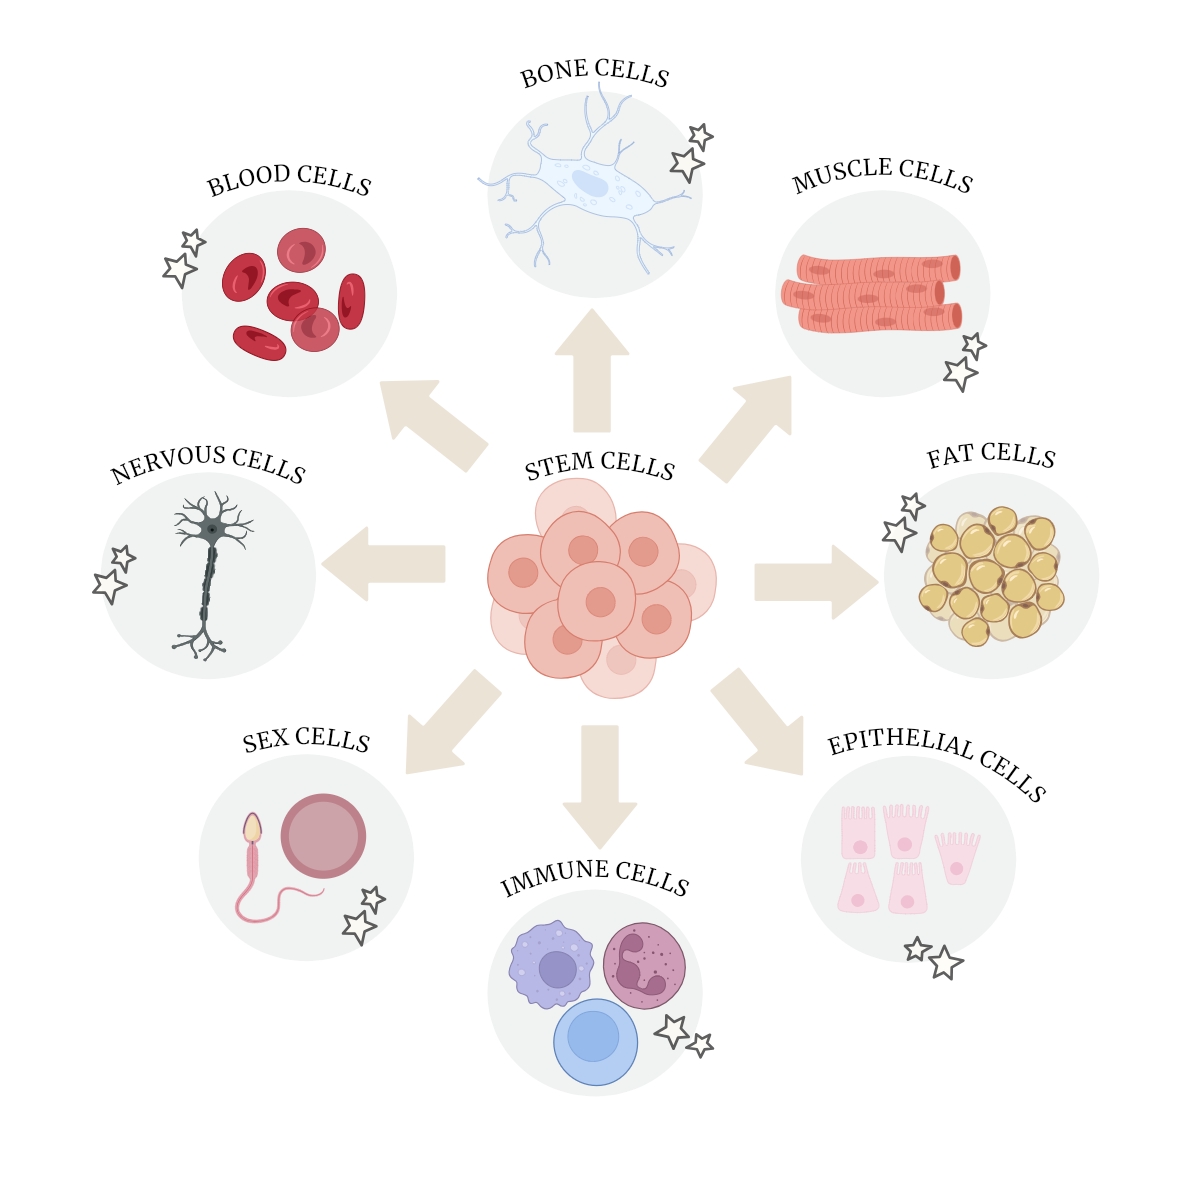 BONE CELLS
BLOOD CELLS
MUSCLE CELLS
NERVOUS CELLS
STEM CELLS
FAT CELLS
SEX CELLS
EPITHELIAL CELLS
IMMUNE CELLS